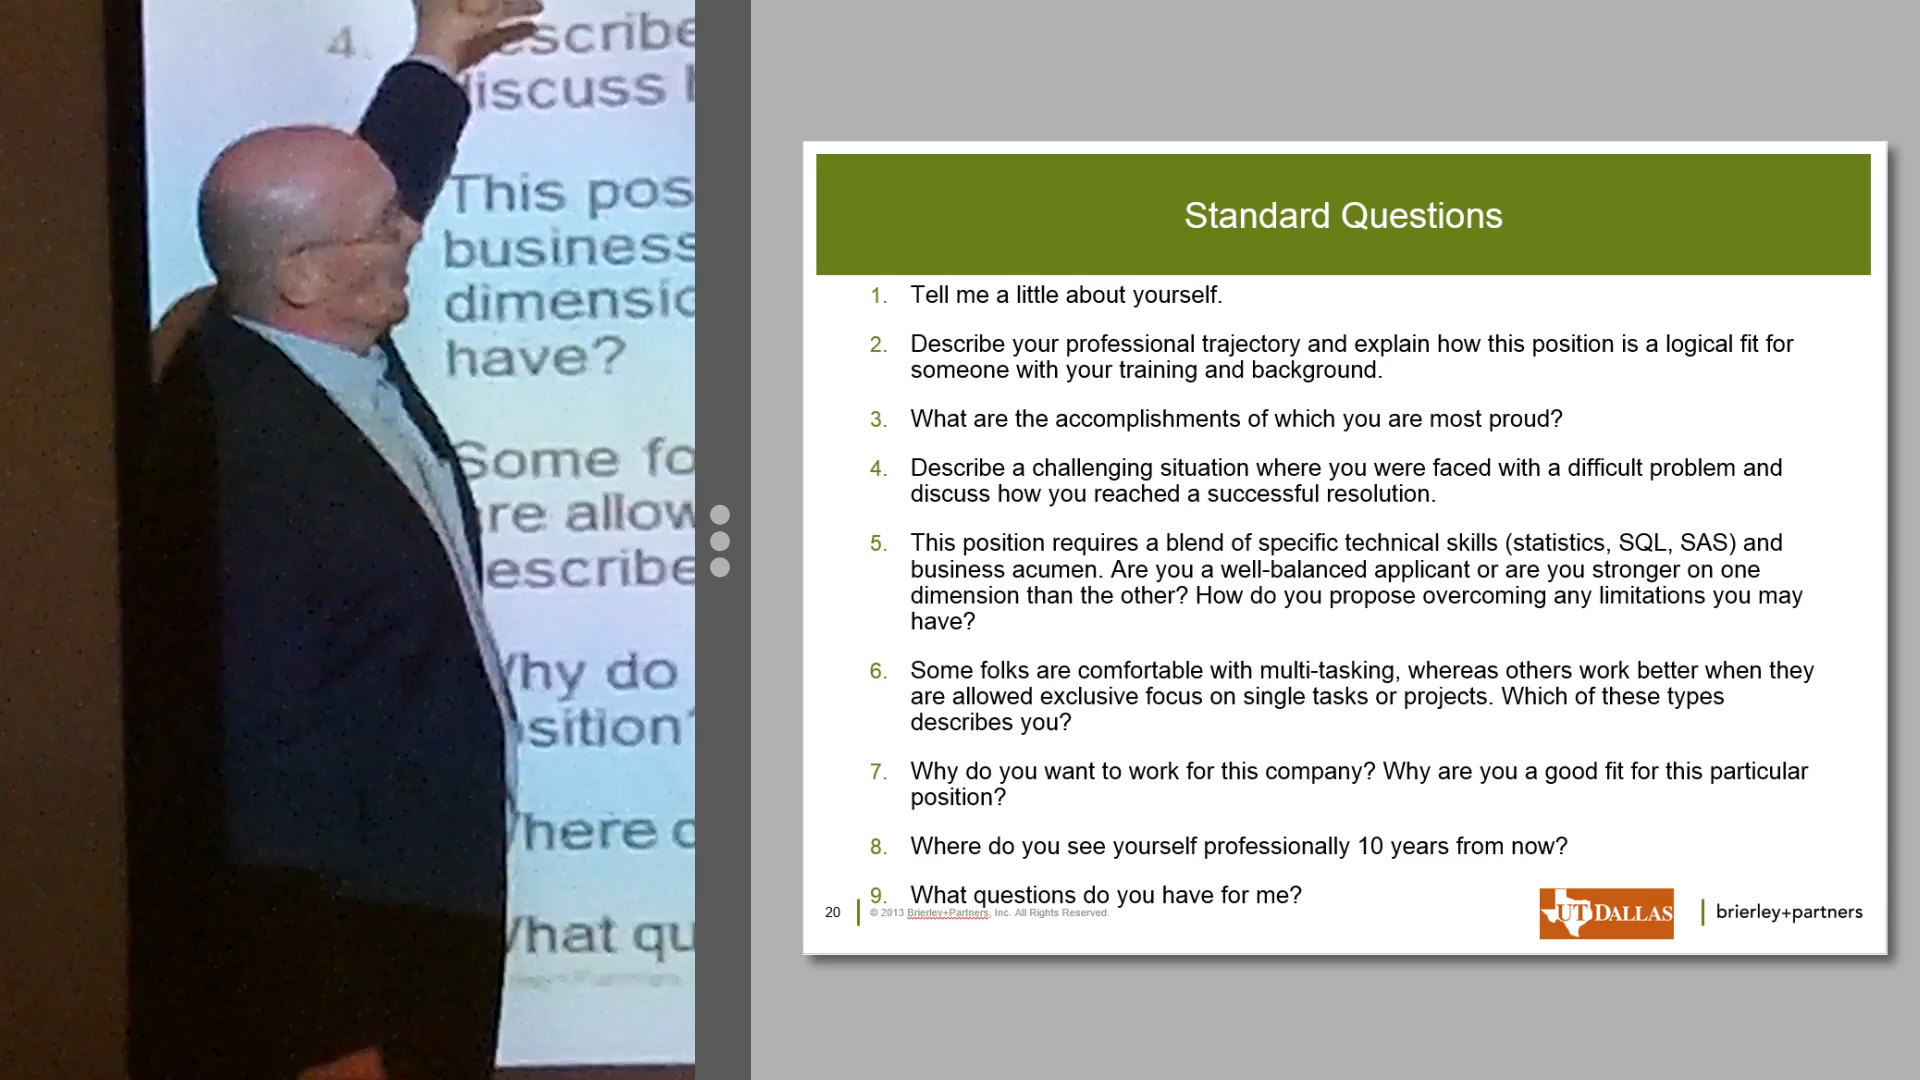 4. escribe
discuss
This pos
business
dimensio
have?
Some fo
re allow
escribe
Why do
sition?
here
What qu
Standard Questions
1. Tell me a little about yourself.
2. Describe your professional trajectory and explain how this position is a logical fit for
someone with your training and background.
3. What are the accomplishments of which you are most proud?
4. Describe a challenging situation where you were faced with a difficult problem and
discuss how you reached a successful resolution.
5. This position requires a blend of specific technical skills (statistics, SQL, SAS) and
business acumen. Are you a well-balanced applicant or are you stronger on one
dimension than the other? How do you propose overcoming any limitations you may
have?
6. Some folks are comfortable with multi-tasking, whereas others work better when they
are allowed exclusive focus on single tasks or projects. Which of these types
describes you?
7. Why do you want to work for this company? Why are you a good fit for this particular
position?
8. Where do you see yourself professionally 10 years from now?
9. What questions do you have for me?
20
© 2013 Brierley+Partners, Inc. All Rights Reserved.
UT DALLAS
brierley+partners